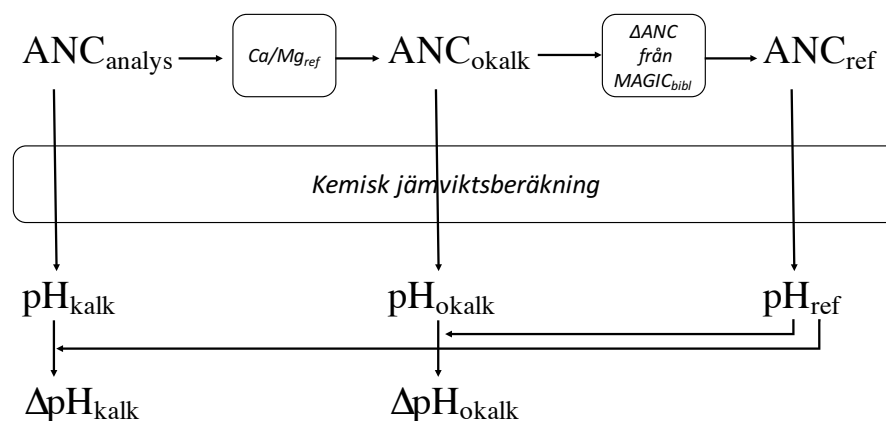 ANCanalys
Ca/Mgref
ANCokalk
ΔANC
från
MAGICbibl
ANCref
Kemisk jämviktsberäkning
pHkalk
pHokalk
pHref
ΔpHkalk
ΔpHokalk